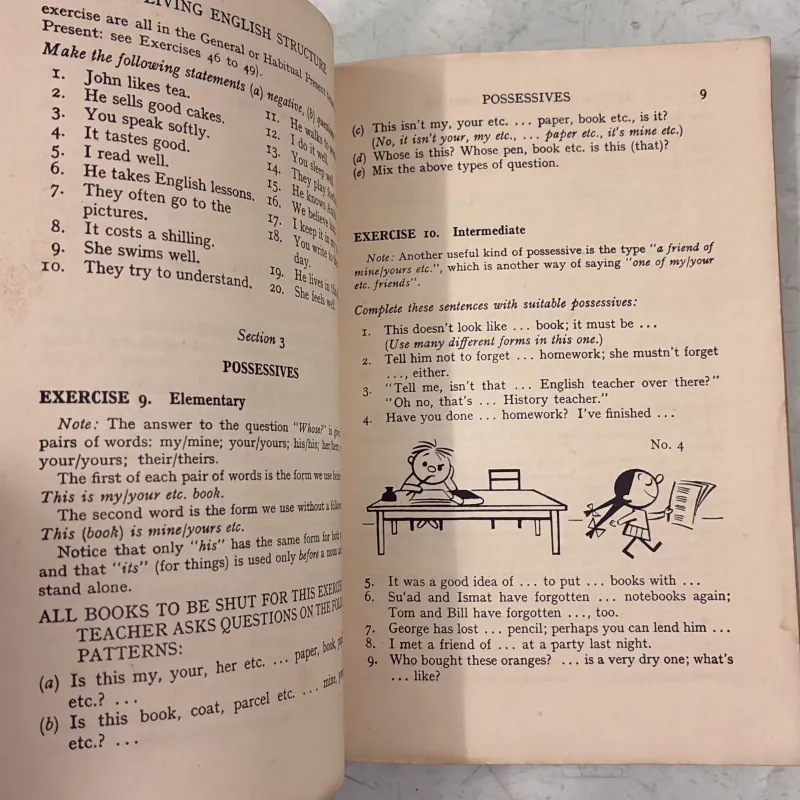 LIVING ENGLISH STRUCTURE
exercise are all in the General or Habitual Present
Present: see Exercises 46 to 49).
Make the following statements (a) negative, (b)
1. John likes tea.
2. He sells good cakes.
3. You speak softly.
4. It tastes good.
5. I read well.
6. He takes English lessons.
7. They often go to the
pictures.
8. It costs a shilling.
9. She swims well.
10. They try to understand.
11. He walks to
12. I do it well.
13. You sleep well.
14. They play
15. He knows
16. We believe
17. I keep it in my
18. You write to
day.
19. He lives in
20. She feels well.
Section 3
POSSESSIVES
EXERCISE 9. Elementary
Note: The answer to the question "Whose?" is
pairs of words: my/mine; your/yours; his/his;
your/yours; their/theirs.
The first of each pair of words is the form we use
This is my/your etc. book.
The second word is the form we use without a
This (book) is mine/yours etc.
Notice that only "his" has the same form for
and that "its" (for things) is used only before a noun
stand alone.
ALL BOOKS TO BE SHUT FOR THIS
TEACHER ASKS QUESTIONS ON THE
PATTERNS:
(a) Is this my, your, her etc. ... paper, book,
etc.? ...
(b) Is this book, coat, parcel etc. ... mine,
etc.? ...
POSSESSIVES 9
(c) This isn't my, your etc. ... paper, book etc., is it?
(No, it isn't your, my etc., ... paper etc., it's mine etc.)
(d) Whose is this? Whose pen, book etc. is this (that)?
(e) Mix the above types of question.
EXERCISE 10. Intermediate
Note: Another useful kind of possessive is the type "a friend of
mine/yours etc.", which is another way of saying "one of my/your
etc. friends".
Complete these sentences with suitable possessives:
1. This doesn't look like ... book; it must be ...
(Use many different forms in this one.)
2. Tell him not to forget ... homework; she mustn't forget
..., either.
3. "Tell me, isn't that ... English teacher over there?"
"Oh no, that's ... History teacher."
4. Have you done ... homework? I've finished ...
No. 4
5. It was a good idea of ... to put ... books with ...
6. Su'ad and Ismat have forgotten ... notebooks again;
Tom and Bill have forgotten ..., too.
7. George has lost ... pencil; perhaps you can lend him ...
8. I met a friend of ... at a party last night.
9. Who bought these oranges? ... is a very dry one; what's
... like?